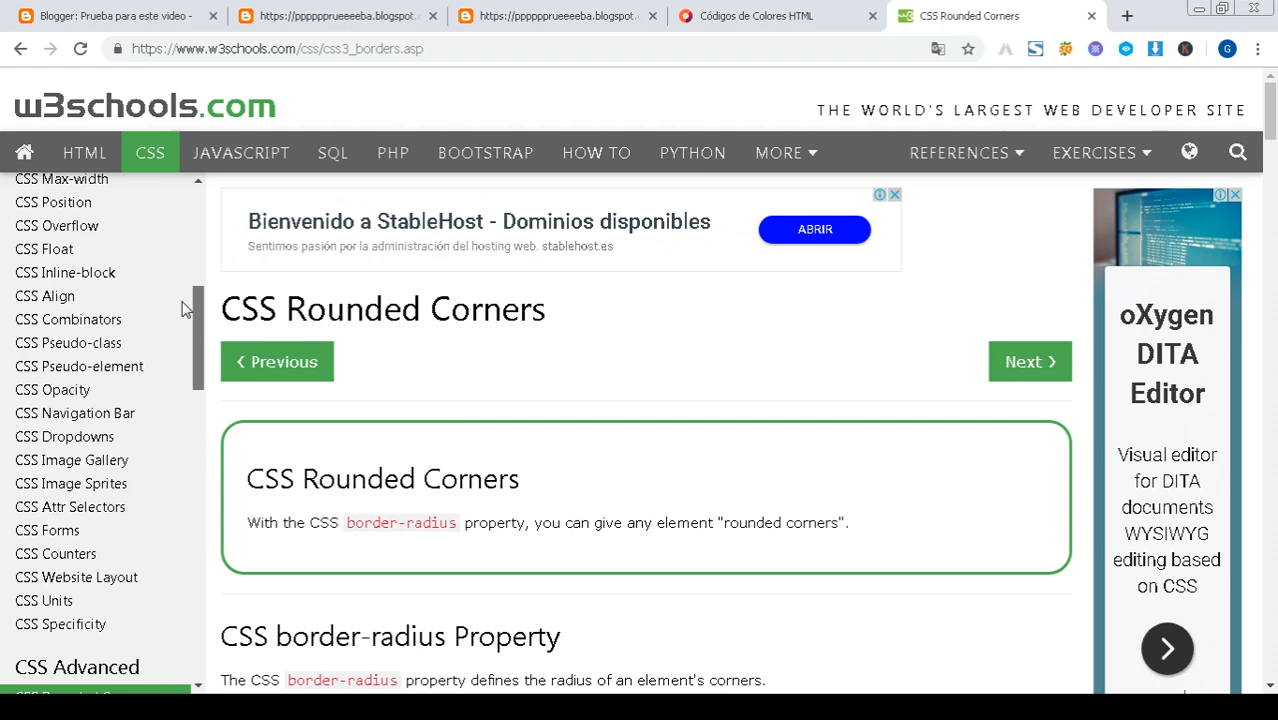 Blogger: Prueba para este video -
https://ppppppprueeeeba.blogspot.
https://ppppppprueeeeba.blogspot.
Códigos de Colores HTML
CSS Rounded Corners
https://www.w3schools.com/css/css3_borders.asp
G
w3schools.com
THE WORLD'S LARGEST WEB DEVELOPER SITE
HTML CSS JAVASCRIPT SQL PHP BOOTSTRAP HOW TO PYTHON MORE REFERENCES EXERCISES
CSS Max-width
CSS Position
CSS Overflow
CSS Float
CSS Inline-block
CSS Align
CSS Combinators
CSS Pseudo-class
CSS Pseudo-element
CSS Opacity
CSS Navigation Bar
CSS Dropdowns
CSS Image Gallery
CSS Image Sprites
CSS Attr Selectors
CSS Forms
CSS Counters
CSS Website Layout
CSS Units
CSS Specificity
CSS Advanced
Bienvenido a StableHost - Dominios disponibles
Sentimos pasión por la administración del hosting web. stablehost.es
ABRIR
CSS Rounded Corners
❮ Previous
Next ❯
CSS Rounded Corners
With the CSS border-radius property, you can give any element "rounded corners".
CSS border-radius Property
The CSS border-radius property defines the radius of an element's corners.
oXygen
DITA
Editor
Visual editor
for DITA
documents
WYSIWYG
editing based
on CSS